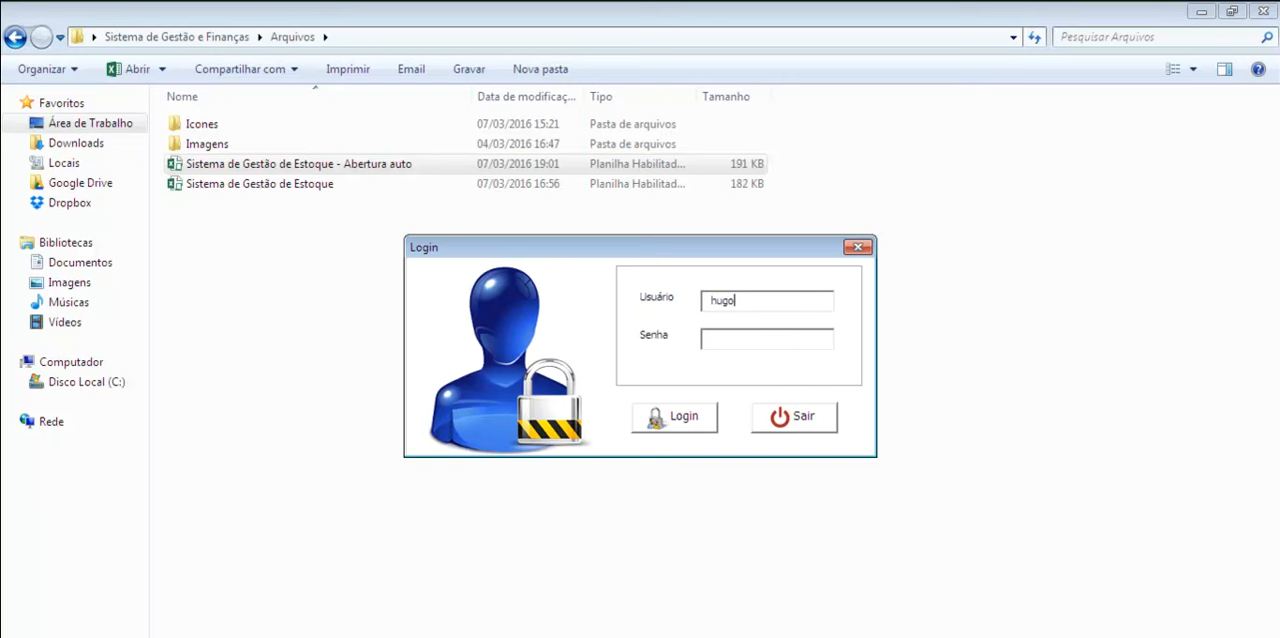 Sistema de Gestão e Finanças Arquivos Pesquisar Arquivos
Organizar Abrir Compartilhar com Imprimir Email Gravar Nova pasta
Nome Data de modificaç... Tipo Tamanho
Favoritos
Área de Trabalho
Downloads
Locais
Google Drive
Dropbox
Bibliotecas
Documentos
Imagens
Músicas
Vídeos
Computador
Disco Local (C:)
Rede
Icones 07/03/2016 15:21 Pasta de arquivos
Imagens 04/03/2016 16:47 Pasta de arquivos
Sistema de Gestão de Estoque - Abertura auto 07/03/2016 19:01 Planilha Habilitad... 191 KB
Sistema de Gestão de Estoque 07/03/2016 16:56 Planilha Habilitad... 182 KB
Login
Usuário hugo
Senha
Login Sair